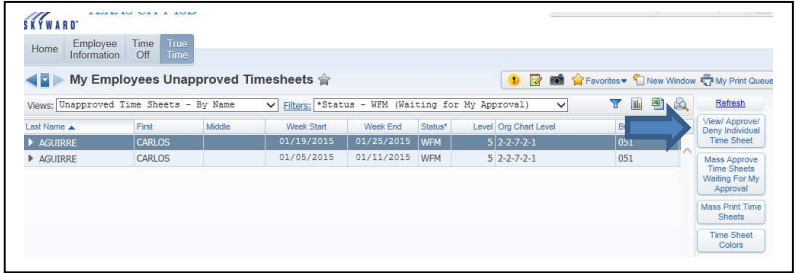 SKYWARD
Home
Employee Information
Time Off
True Time
My Employees Unapproved Timesheets
Favorites
New Window
My Print Queue
Views: Unapproved Time Sheets - By Name
Filters: *Status - WFM (Waiting for My Approval)
Last Name First Middle Week Start Week End Status* Level Org Chart Level
AGUIRRE CARLOS 01/19/2015 01/25/2015 WFM 5 2-2-7-2-1 051
AGUIRRE CARLOS 01/05/2015 01/11/2015 WFM 5 2-2-7-2-1 051
Refresh
View/Approve/
Deny Individual
Time Sheet
Mass Approve
Time Sheets
Waiting For My
Approval
Mass Print Time
Sheets
Time Sheet
Colors